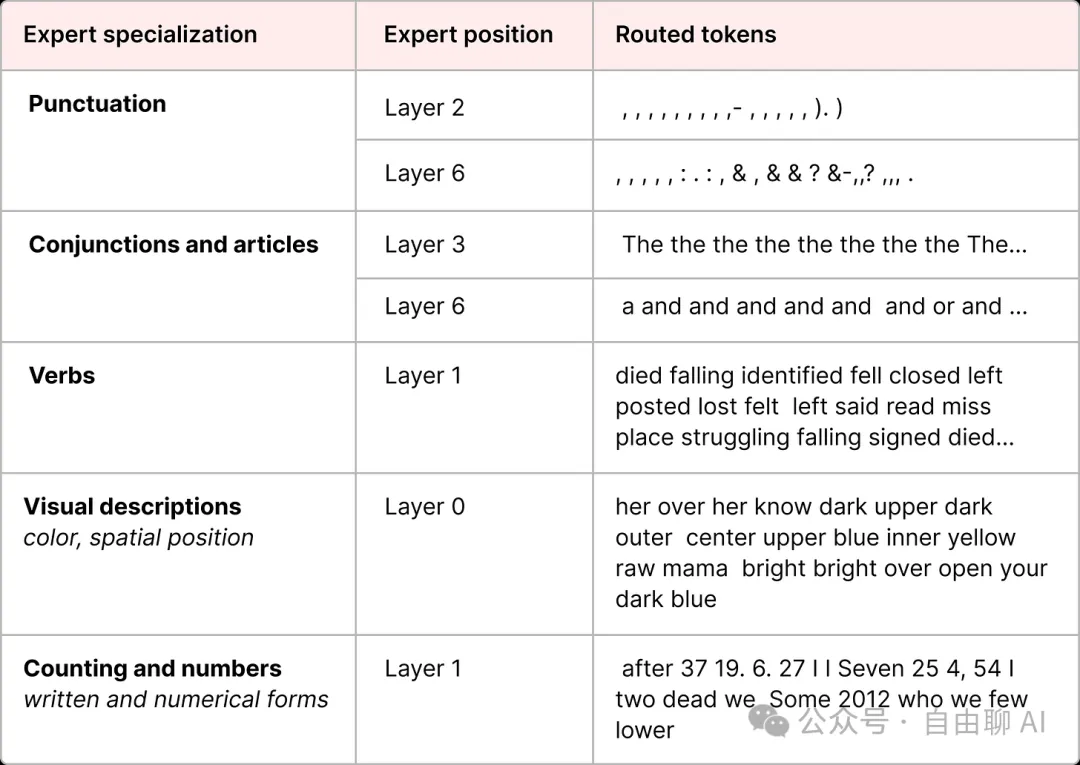 Expert specialization Expert position Routed tokens
Punctuation Layer 2 , , , , , , , , ,- , , , , , ). )
Layer 6 , , , , , : . : , & , & & ? &-,,? ,,, .
Conjunctions and articles Layer 3 The the the the the the the the The...
Layer 6 a and and and and and and or and ...
Verbs Layer 1 died falling identified fell closed left
posted lost felt left said read miss
place struggling falling signed died...
Visual descriptions Layer 0 her over her know dark upper dark
color, spatial position outer center upper blue inner yellow
raw mama bright bright over open your
dark blue
Counting and numbers Layer 1 after 37 19. 6. 27 I I Seven 25 4, 54 I
written and numerical forms two dead we Some 2012 who we few
lower
公众号 · 自由聊 AI